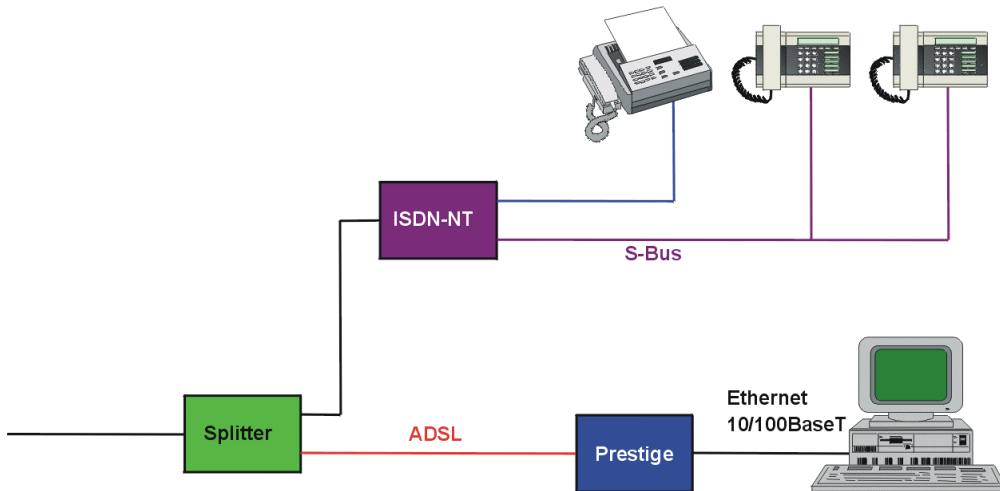 ISDN-NT
S-Bus
Splitter
ADSL
Prestige
Ethernet
10/100BaseT